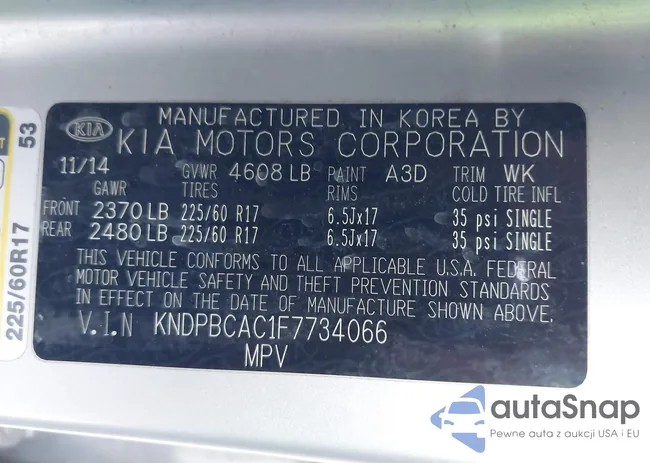 MANUFACTURED IN KOREA BY
KIA KIA MOTORS CORPORATION
11/14 GVWR 4608 LB PAINT A3D TRIM WK
GAWR TIRES RIMS COLD TIRE INFL
FRONT 2370 LB 225/60 R17 6.5Jx17 35 psi SINGLE
REAR 2480 LB 225/60 R17 6.5Jx17 35 psi SINGLE
THIS VEHICLE CONFORMS TO ALL APPLICABLE U.S.A. FEDERAL
MOTOR VEHICLE SAFETY AND THEFT PREVENTION STANDARDS
IN EFFECT ON THE DATE OF MANUFACTURE SHOWN ABOVE.
V.I.N KNDPBCAC1F7734066
MPV
53
225/60R17
autaSnap
Pewne auta z aukcji USA i EU